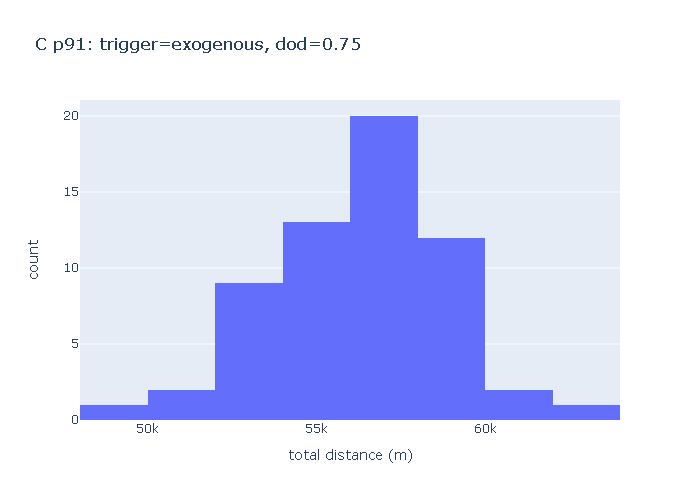 C p91: trigger=exogenous, dod=0.75
20
15
10
5
0
count
50k
55k
60k
total distance (m)